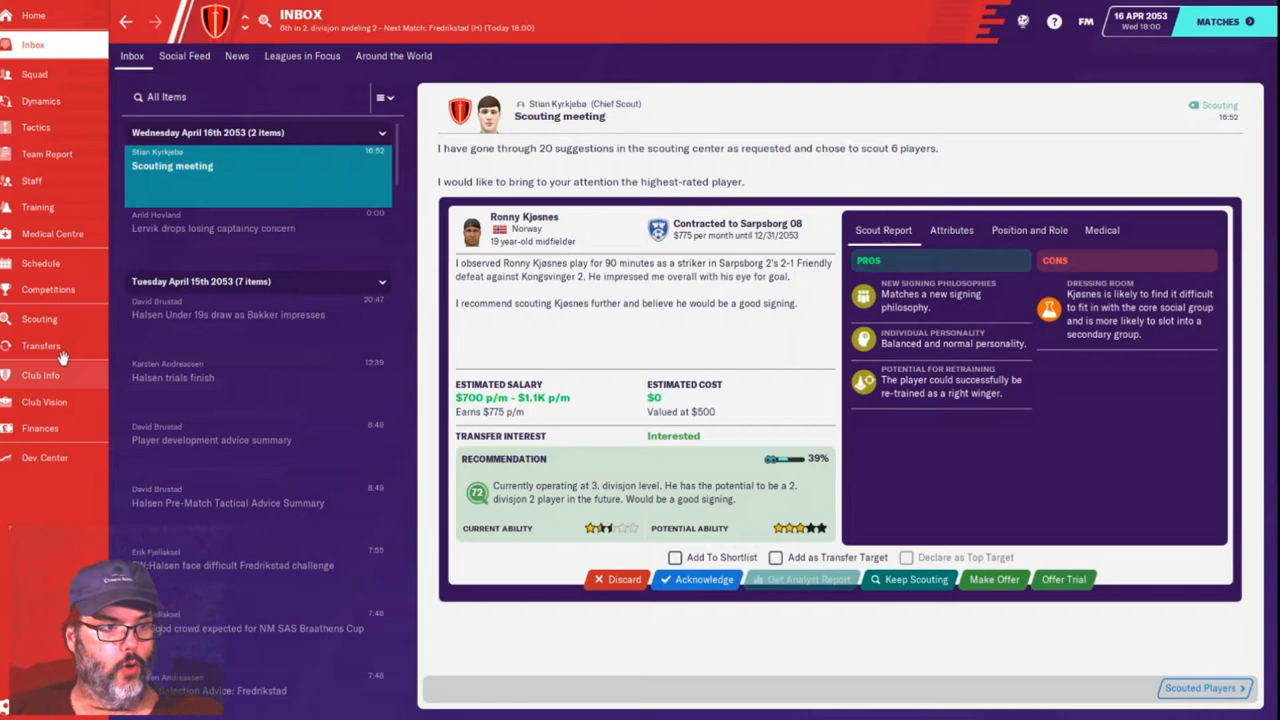 Home
Inbox
Squad
Dynamics
Tactics
Team Report
Staff
Training
Medical Centre
Schedule
Competitions
Scouting
Transfers
Club Info
Club Vision
Finances
Dev. Center
INBOX
6th in 2. divisjon avdeling 2 - Next Match: Fredrikstad (H) (Today 18:00)
?
FM
16 APR 2053
Wed 18:00
MATCHES
Inbox
Social Feed
News
Leagues in Focus
Around the World
All Items
Wednesday April 16th 2053 (2 items)
Stian Kyrkjebø
16:52
Scouting meeting
Arild Hovland
0:00
Lervik drops losing captaincy concern
Tuesday April 15th 2053 (7 items)
David Brustad
20:47
Halsen Under 19s draw as Bakker impresses
Karsten Andreassen
12:39
Halsen trials finish
David Brustad
8:49
Player development advice summary
David Brustad
8:49
Halsen Pre-Match Tactical Advice Summary
Erik Fjellaksel
7:55
FW:Halsen face difficult Fredrikstad challenge
7:48
crowd expected for NM SAS Braathens Cup
Andreassen
7:48
Selection Advice: Fredrikstad
Stian Kyrkjebø (Chief Scout)
Scouting meeting
Scouting
16:52
I have gone through 20 suggestions in the scouting center as requested and chose to scout 6 players.
I would like to bring to your attention the highest-rated player.
Ronny Kjøsnes
Norway
19 year-old midfielder
Contracted to Sarpsborg 08
$775 per month until 12/31/2053
I observed Ronny Kjøsnes play for 90 minutes as a striker in Sarpsborg 2's 2-1 Friendly
defeat against Kongsvinger 2. He impressed me overall with his eye for goal.
I recommend scouting Kjøsnes further and believe he would be a good signing.
ESTIMATED SALARY
$700 p/m - $1.1K p/m
Earns $775 p/m
ESTIMATED COST
$0
Valued at $500
TRANSFER INTEREST
Interested
RECOMMENDATION
39%
72
Currently operating at 3. divisjon level. He has the potential to be a 2.
divisjon 2 player in the future. Would be a good signing.
CURRENT ABILITY
POTENTIAL ABILITY
Scout Report
Attributes
Position and Role
Medical
PROS
NEW SIGNING PHILOSOPHIES
Matches a new signing
philosophy.
INDIVIDUAL PERSONALITY
Balanced and normal personality.
POTENTIAL FOR RETRAINING
The player could successfully be
re-trained as a right winger.
CONS
DRESSING ROOM
Kjøsnes is likely to find it difficult
to fit in with the core social group
and is more likely to slot into a
secondary group.
Add To Shortlist
Add as Transfer Target
Declare as Top Target
Discard
Acknowledge
Get Analyst Report
Keep Scouting
Make Offer
Offer Trial
Scouted Players